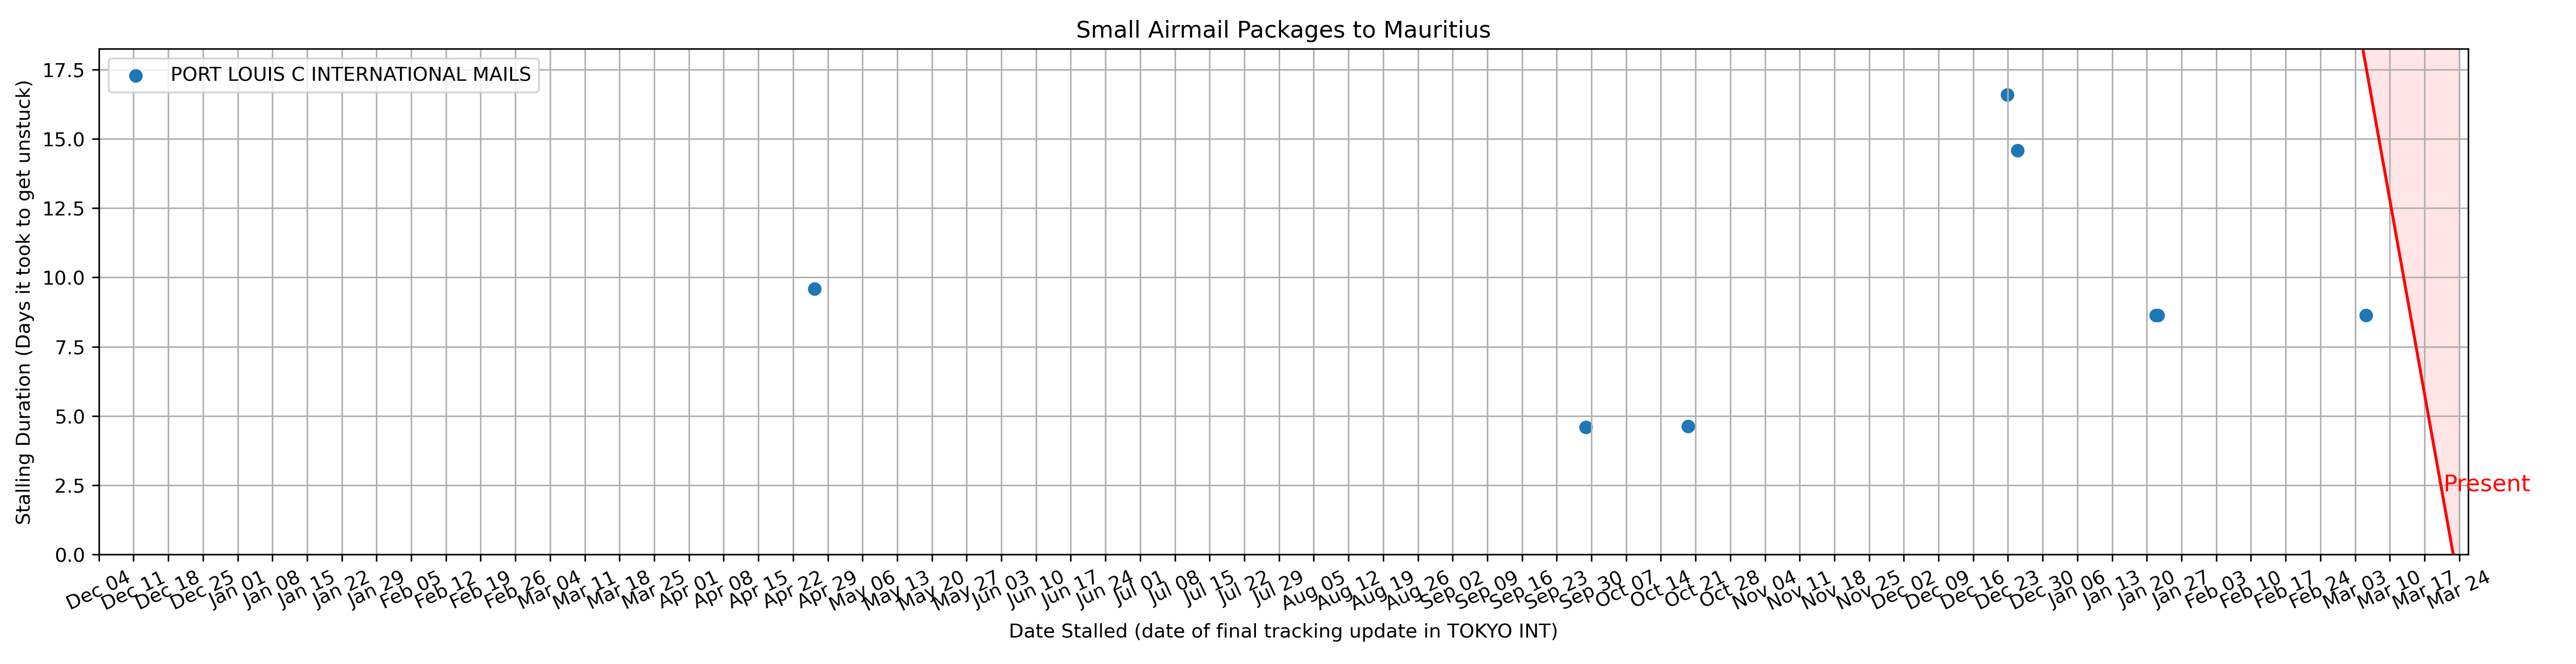 Small Airmail Packages to Mauritius
PORT LOUIS C INTERNATIONAL MAILS
Stalling Duration (Days it took to get unstuck)
17.5
15.0
12.5
10.0
7.5
5.0
2.5
0.0
Present
Dec 04 Dec 11 Dec 18 Dec 25 Jan 01 Jan 08 Jan 15 Jan 22 Jan 29 Feb 05 Feb 12 Feb 19 Feb 26 Mar 04 Mar 11 Mar 18 Mar 25 Apr 01 Apr 08 Apr 15 Apr 22 Apr 29 May 06 May 13 May 20 May 27 Jun 03 Jun 10 Jun 17 Jun 24 Jul 01 Jul 08 Jul 15 Jul 22 Jul 29 Aug 05 Aug 12 Aug 19 Aug 26 Sep 02 Sep 09 Sep 16 Sep 23 Sep 30 Oct 07 Oct 14 Oct 21 Oct 28 Nov 04 Nov 11 Nov 18 Nov 25 Dec 02 Dec 09 Dec 16 Dec 23 Dec 30 Jan 06 Jan 13 Jan 20 Jan 27 Feb 03 Feb 10 Feb 17 Feb 24 Mar 03 Mar 10 Mar 17 Mar 24
Date Stalled (date of final tracking update in TOKYO INT)